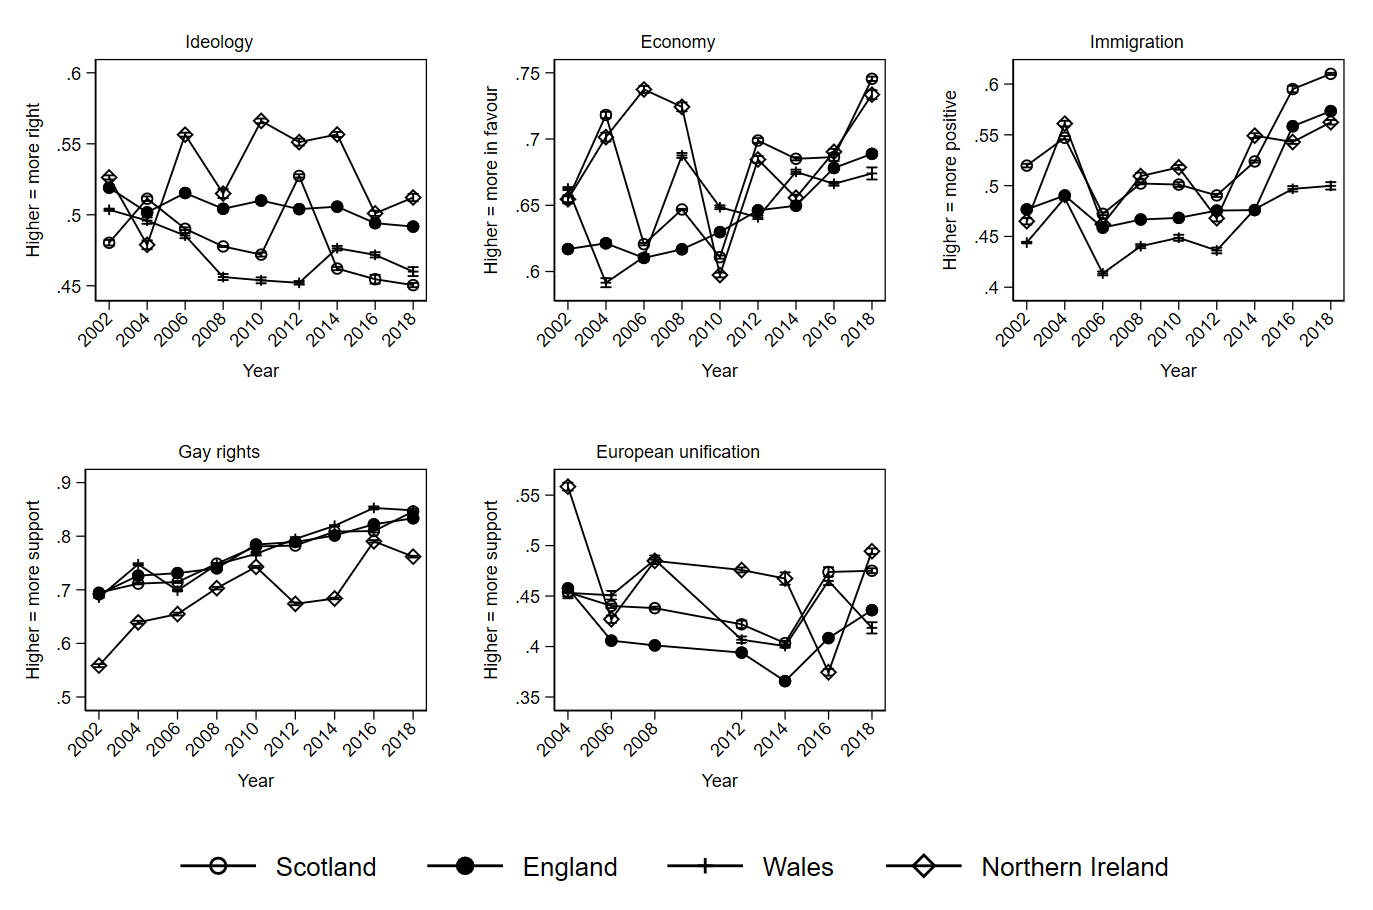 Ideology
Higher = more right
.6
.55
.5
.45
2002 2004 2006 2008 2010 2012 2014 2016 2018
Year
Economy
Higher = more in favour
.75
.7
.65
.6
2002 2004 2006 2008 2010 2012 2014 2016 2018
Year
Immigration
Higher = more positive
.6
.55
.5
.45
.4
2002 2004 2006 2008 2010 2012 2014 2016 2018
Year
Gay rights
Higher = more support
.9
.8
.7
.6
.5
2002 2004 2006 2008 2010 2012 2014 2016 2018
Year
European unification
Higher = more support
.55
.5
.45
.4
.35
2004 2006 2008 2012 2014 2016 2018
Year
Scotland England Wales Northern Ireland